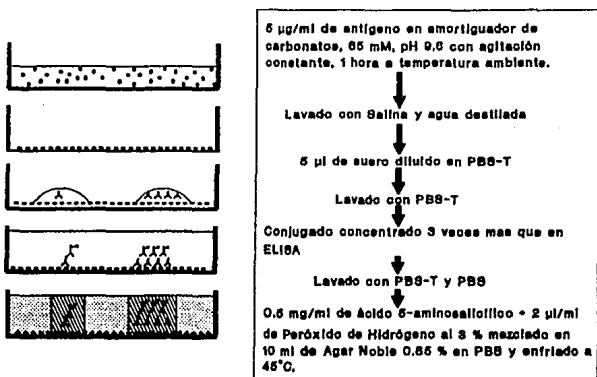 5 µg/ml de antígeno en amortiguador de
carbonatos, 65 mM, pH 9.6 con agitación
constante, 1 hora a temperatura ambiente.
Lavado con Salina y agua destilada
5 µl de suero diluido en PBS-T
Lavado con PBS-T
Conjugado concentrado 3 veces mas que en
ELISA
Lavado con PBS-T y PBS
0.5 mg/ml de Ácido 5-aminosalicílico + 2 µl/ml
de Peróxido de Hidrógeno al 3 % mezclado en
10 ml de Agar Noble 0.65 % en PBS y enfriado a
45°C.